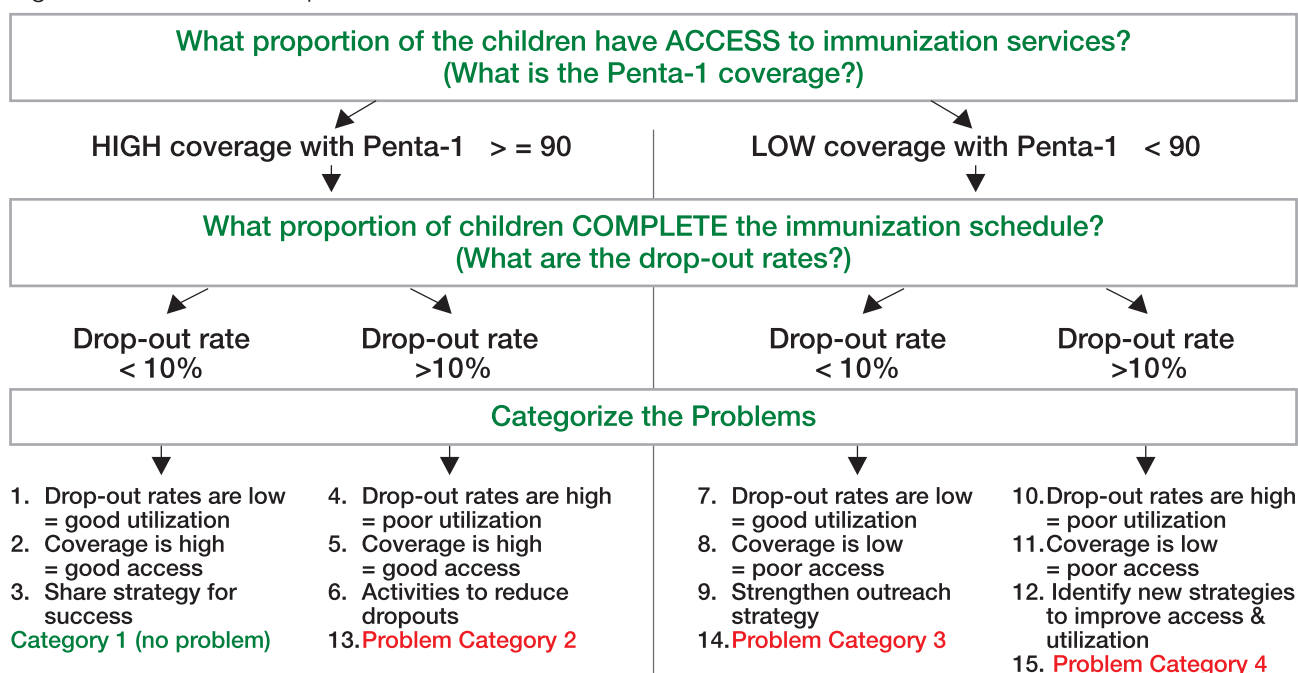 What proportion of the children have ACCESS to immunization services?
(What is the Penta-1 coverage?)
HIGH coverage with Penta-1 > = 90
LOW coverage with Penta-1 < 90
What proportion of children COMPLETE the immunization schedule?
(What are the drop-out rates?)
Drop-out rate
< 10%
Drop-out rate
>10%
Drop-out rate
< 10%
Drop-out rate
>10%
Categorize the Problems
1. Drop-out rates are low
= good utilization
2. Coverage is high
= good access
3. Share strategy for
success
Category 1 (no problem)
4. Drop-out rates are high
= poor utilization
5. Coverage is high
= good access
6. Activities to reduce
dropouts
13. Problem Category 2
7. Drop-out rates are low
= good utilization
8. Coverage is low
= poor access
9. Strengthen outreach
strategy
14. Problem Category 3
10. Drop-out rates are high
= poor utilization
11. Coverage is low
= poor access
12. Identify new strategies
to improve access &
utilization
15. Problem Category 4